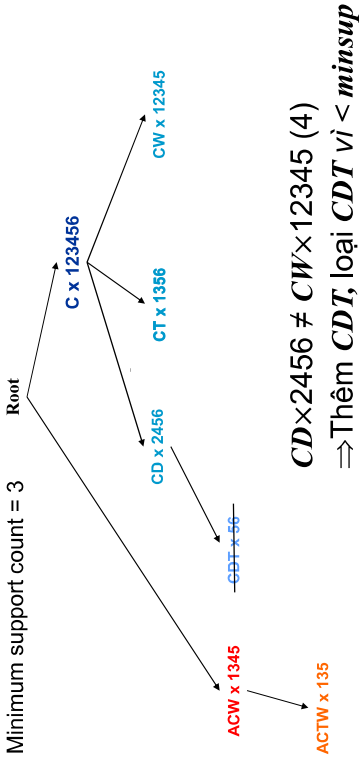 Minimum support count = 3
Root
C x 123456
CD x 2456
CT x 1356
CW x 12345
ACW x 1345
CDT x 56
ACTW x 135
CD×2456 ≠ CW×12345 (4)
⇒Thêm CDT, loại CDT vì < minsup